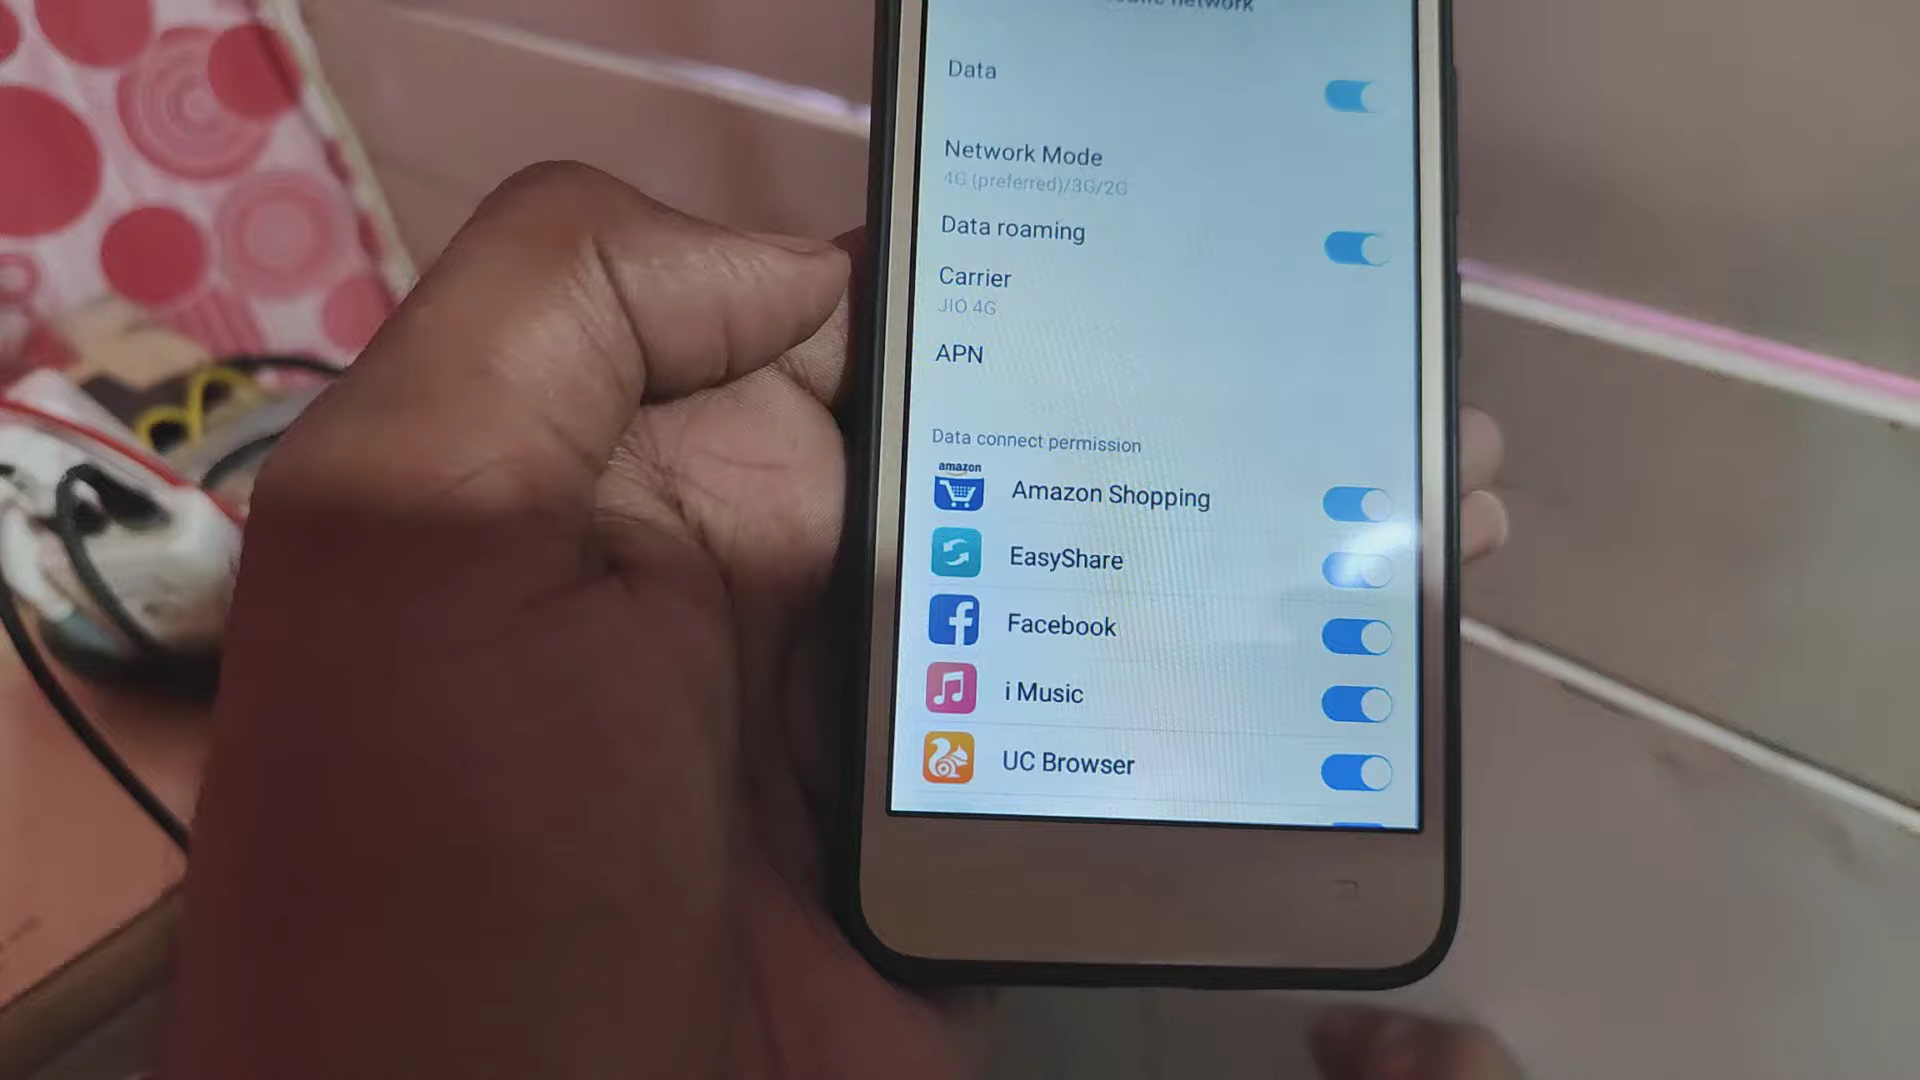 network
Data
Network Mode
4G (preferred)/3G/2G
Data roaming
Carrier
JIO 4G
APN
Data connect permission
amazon
Amazon Shopping
EasyShare
Facebook
i Music
UC Browser